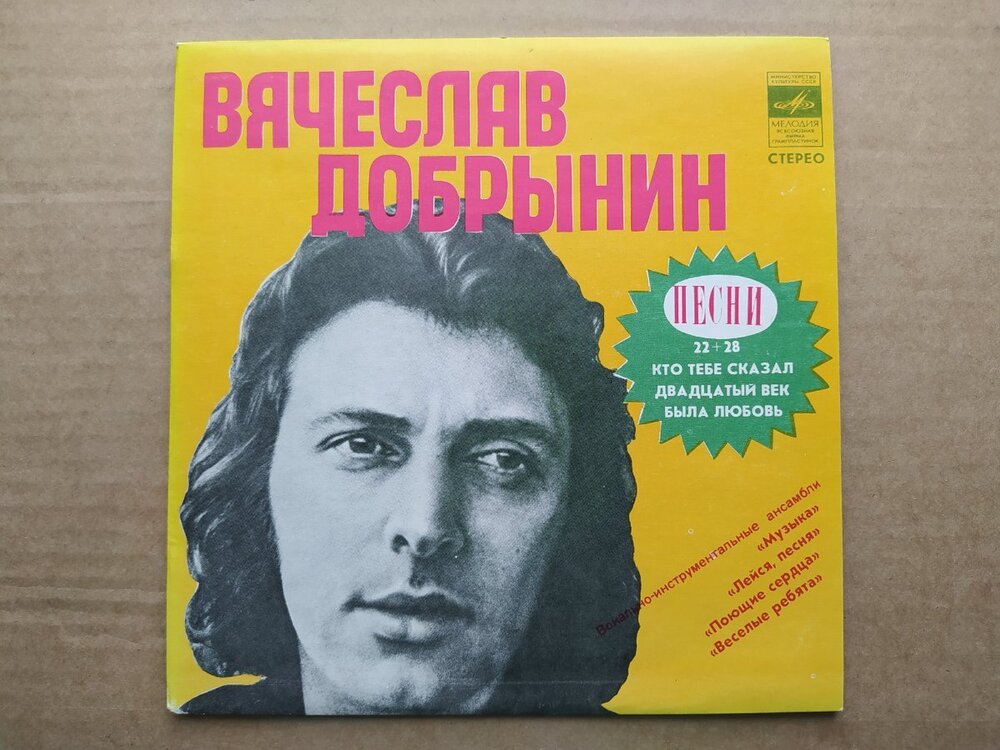 ВЯЧЕСЛАВ
ДОБРЫНИН
МИНИСТЕРСТВО
КУЛЬТУРЫ СССР
МЕЛОДИЯ
ВСЕСОЮЗНАЯ
ФИРМА
ГРАМПЛАСТИНОК
СТЕРЕО
ПЕСНИ
22+28
КТО ТЕБЕ СКАЗАЛ
ДВАДЦАТЫЙ ВЕК
БЫЛА ЛЮБОВЬ
Вокально-инструментальные ансамбли
«Музыка»
«Лейся, песня»
«Поющие сердца»
«Веселые ребята»